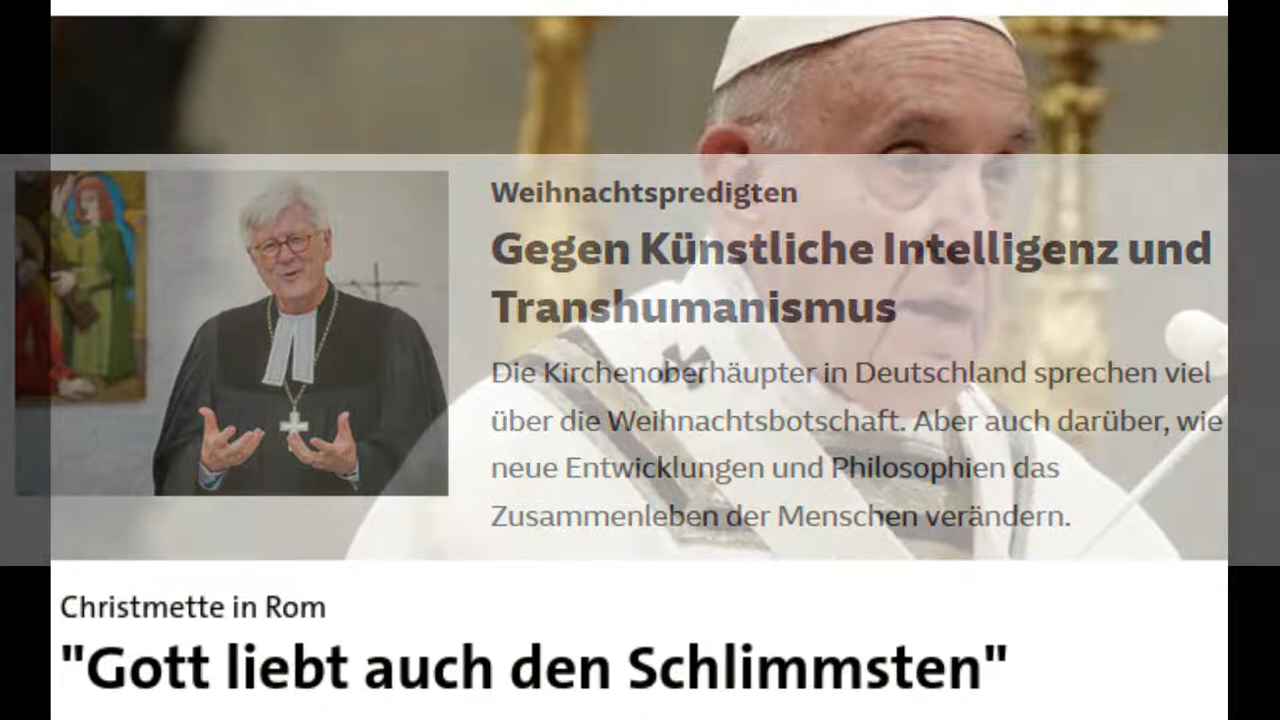 Weihnachtspredigten
Gegen Künstliche Intelligenz und
Transhumanismus
Die Kirchenoberhäupter in Deutschland sprechen viel
über die Weihnachtsbotschaft. Aber auch darüber, wie
neue Entwicklungen und Philosophien das
Zusammenleben der Menschen verändern.
Christmette in Rom
"Gott liebt auch den Schlimmsten"